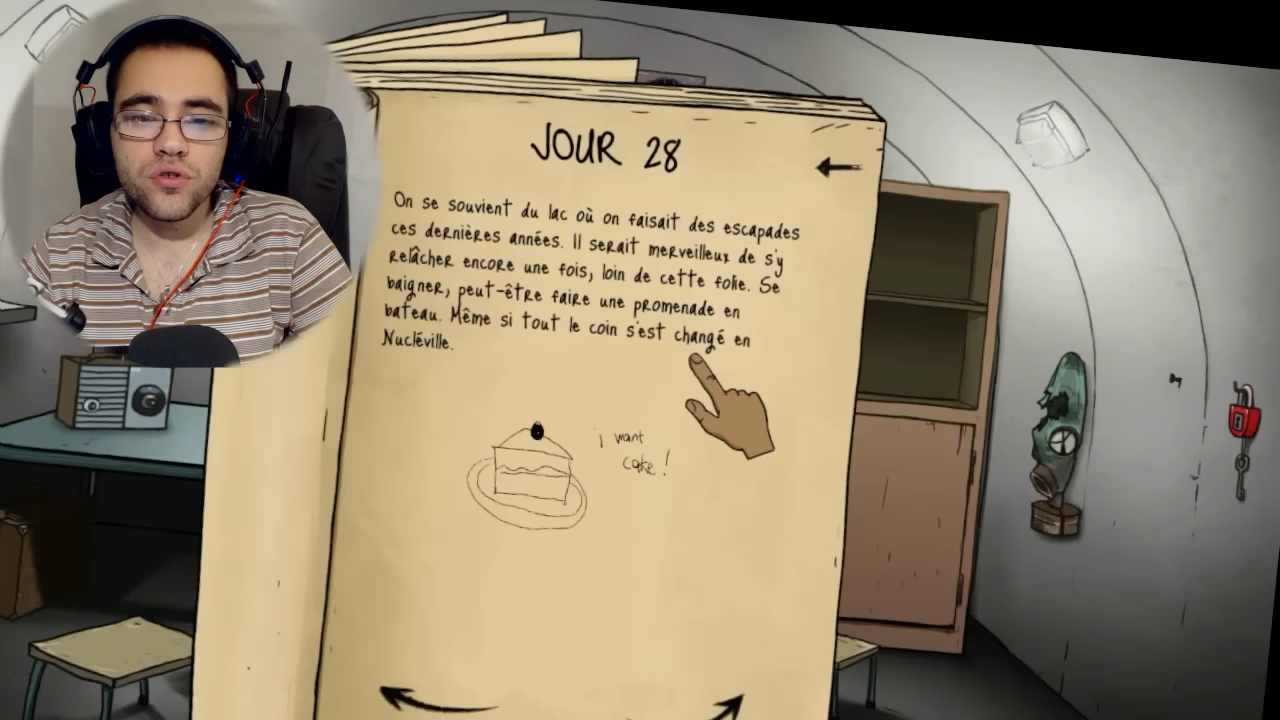 JOUR 28
On se souvient du lac où on faisait des escapades
ces dernières années. Il serait merveilleux de s'y
relâcher encore une fois, loin de cette folie. Se
baigner, peut-être faire une promenade en
bateau. Même si tout le coin s'est changé en
Nucléville.
i want
cake!